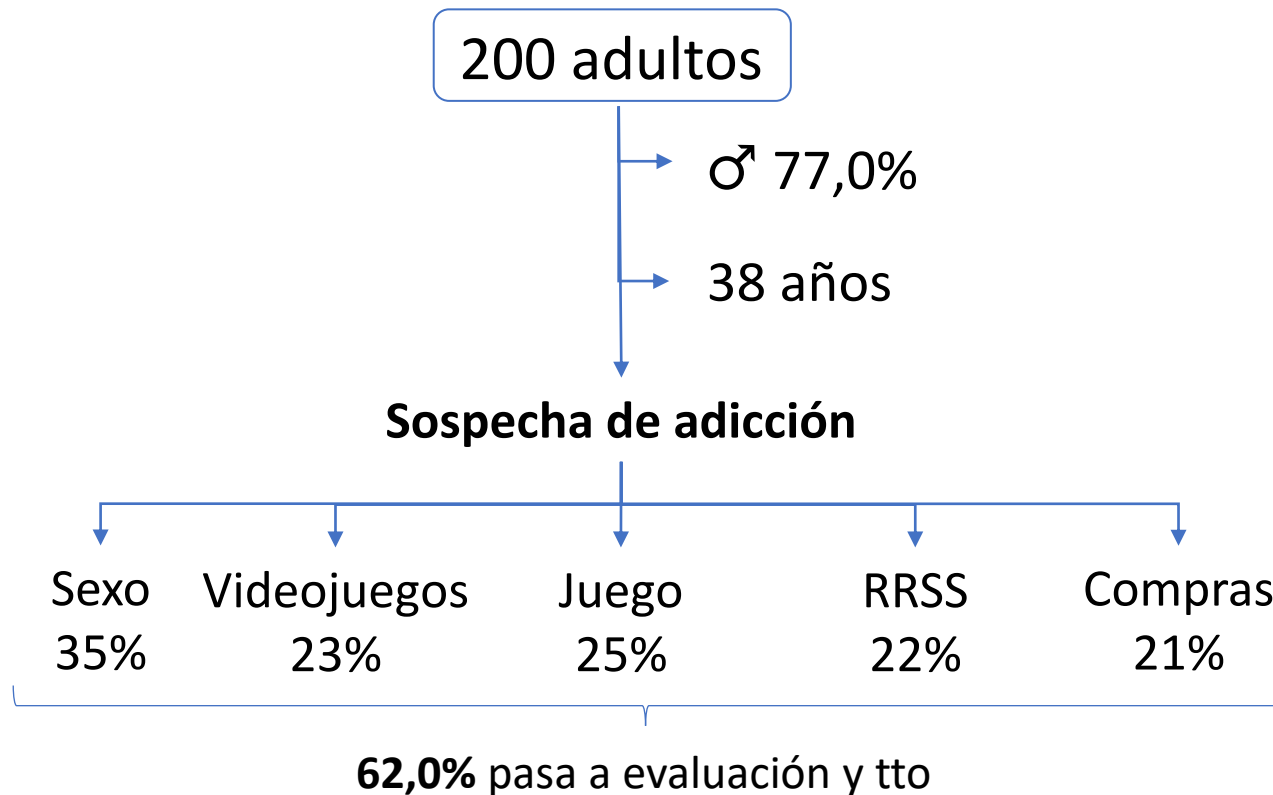 200 adultos
♂ 77,0%
38 años
Sospecha de adicción
Sexo Videojuegos Juego RRSS Compras
35% 23% 25% 22% 21%
62,0% pasa a evaluación y tto